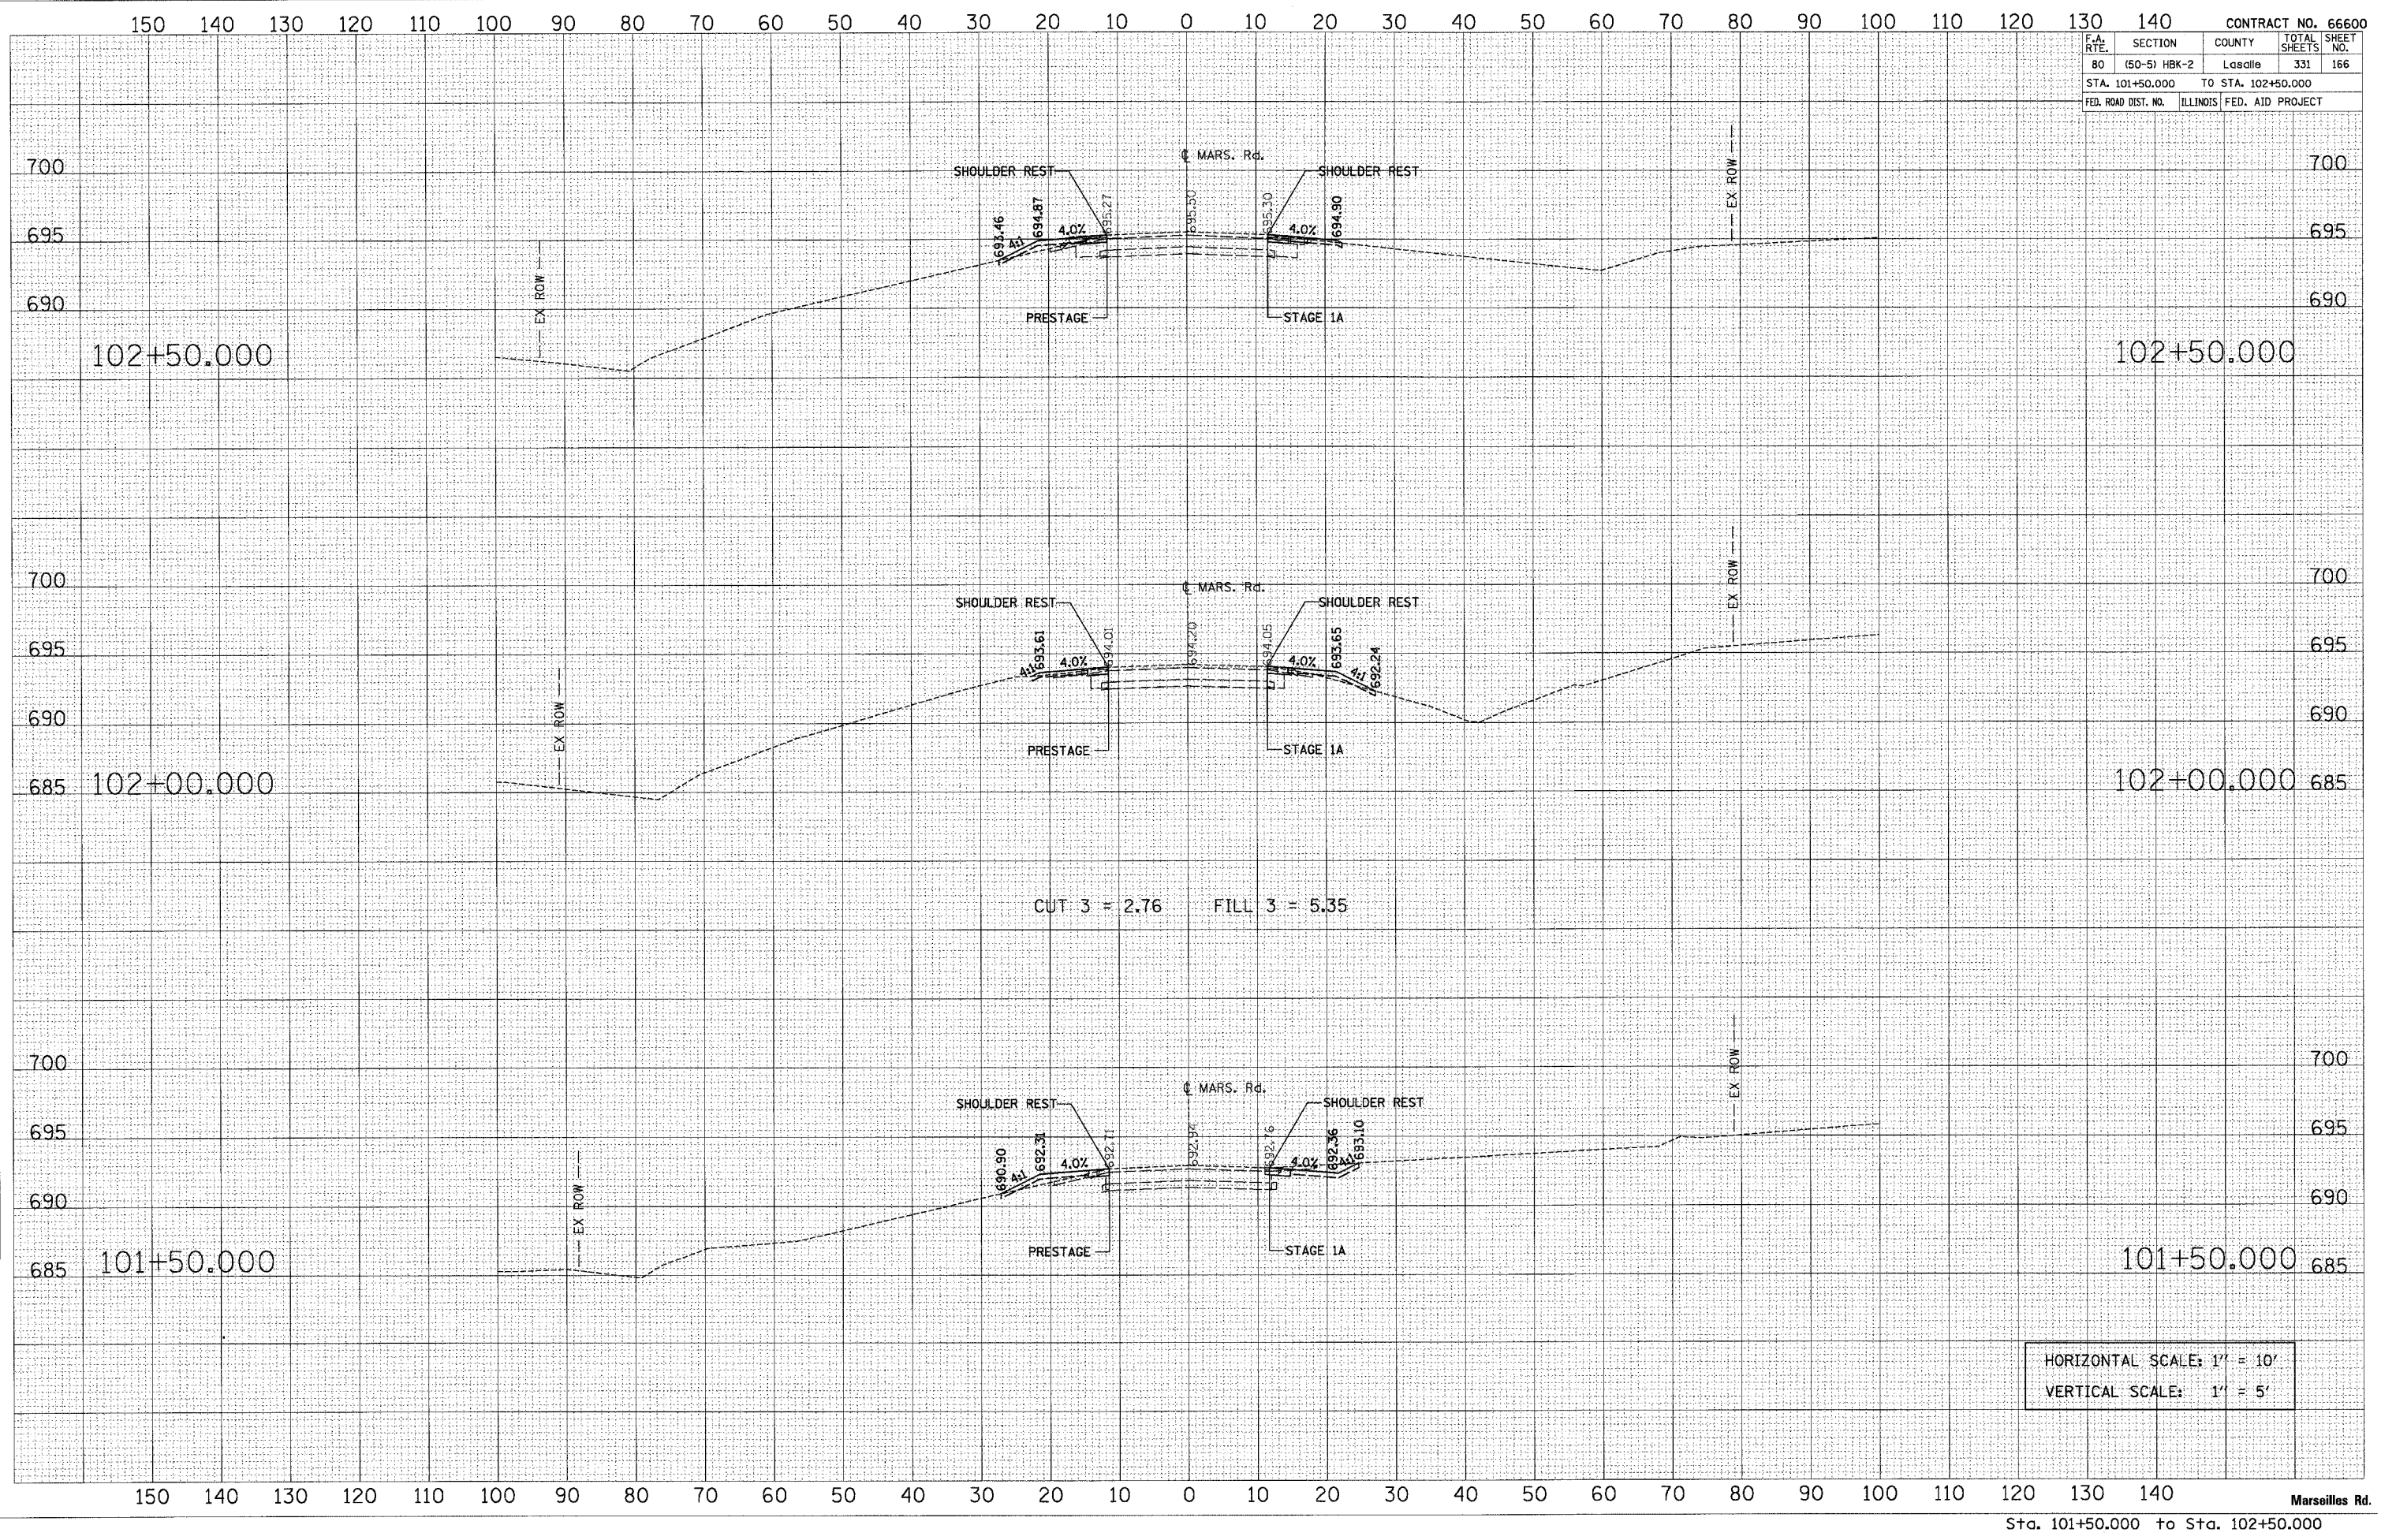 150 140 130 120 110 100 90 80 70 60 50 40 30 20 10 0 10 20 30 40 50 60 70 80 90 100 110 120 130 140
CONTRACT NO. 66600
F.A. RTE. SECTION COUNTY TOTAL SHEETS SHEET NO.
80 (50-5) HBK-2 Lasalle 331 166
STA. 101+50.000 TO STA. 102+50.000
FED. ROAD DIST. NO. ILLINOIS FED. AID PROJECT
℄ MARS. Rd.
700 700
SHOULDER REST SHOULDER REST
EX ROW
693.46 694.87 695.27 695.50 695.30 694.90
4:1 4.0% 4.0%
695 695
EX ROW
690 690
PRESTAGE STAGE 1A
102+50.000 102+50.000
700 700
℄ MARS. Rd.
EX ROW
SHOULDER REST SHOULDER REST
693.61 694.01 694.20 694.05 693.65 692.24
4:1 4.0% 4.0% 4:1
695 695
EX ROW
690 690
PRESTAGE STAGE 1A
685 102+00.000 102+00.000 685
CUT 3 = 2.76 FILL 3 = 5.35
700 700
EX ROW
℄ MARS. Rd.
SHOULDER REST SHOULDER REST
695 695
690.90 692.31 692.71 692.94 692.76 692.36 693.10
4:1 4.0% 4.0% 4:1
690 690
EX ROW
PRESTAGE STAGE 1A
685 101+50.000 101+50.000 685
HORIZONTAL SCALE: 1" = 10'
VERTICAL SCALE: 1" = 5'
150 140 130 120 110 100 90 80 70 60 50 40 30 20 10 0 10 20 30 40 50 60 70 80 90 100 110 120 130 140
Marseilles Rd.
Sta. 101+50.000 to Sta. 102+50.000